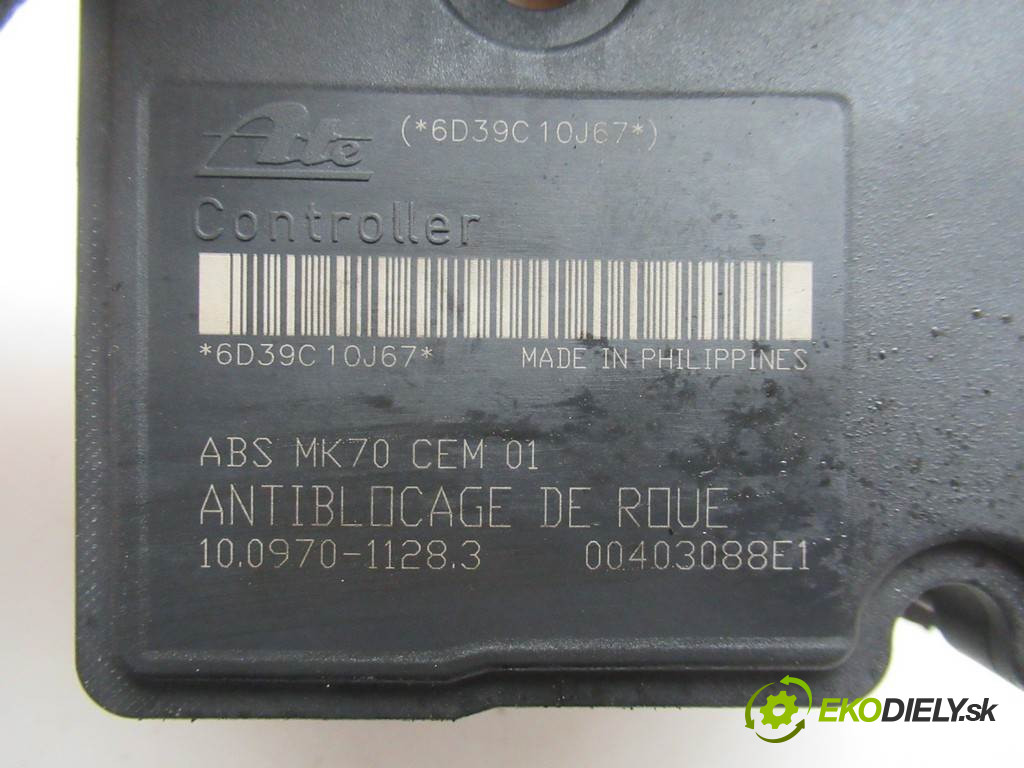 Ate (*6D39C10J67*)
Controller
*6D39C10J67* MADE IN PHILIPPINES
ABS MK70 CEM 01
ANTIBLOCAGE DE ROUE
10.0970-1128.3 00403088E1
EKODIELY.sk